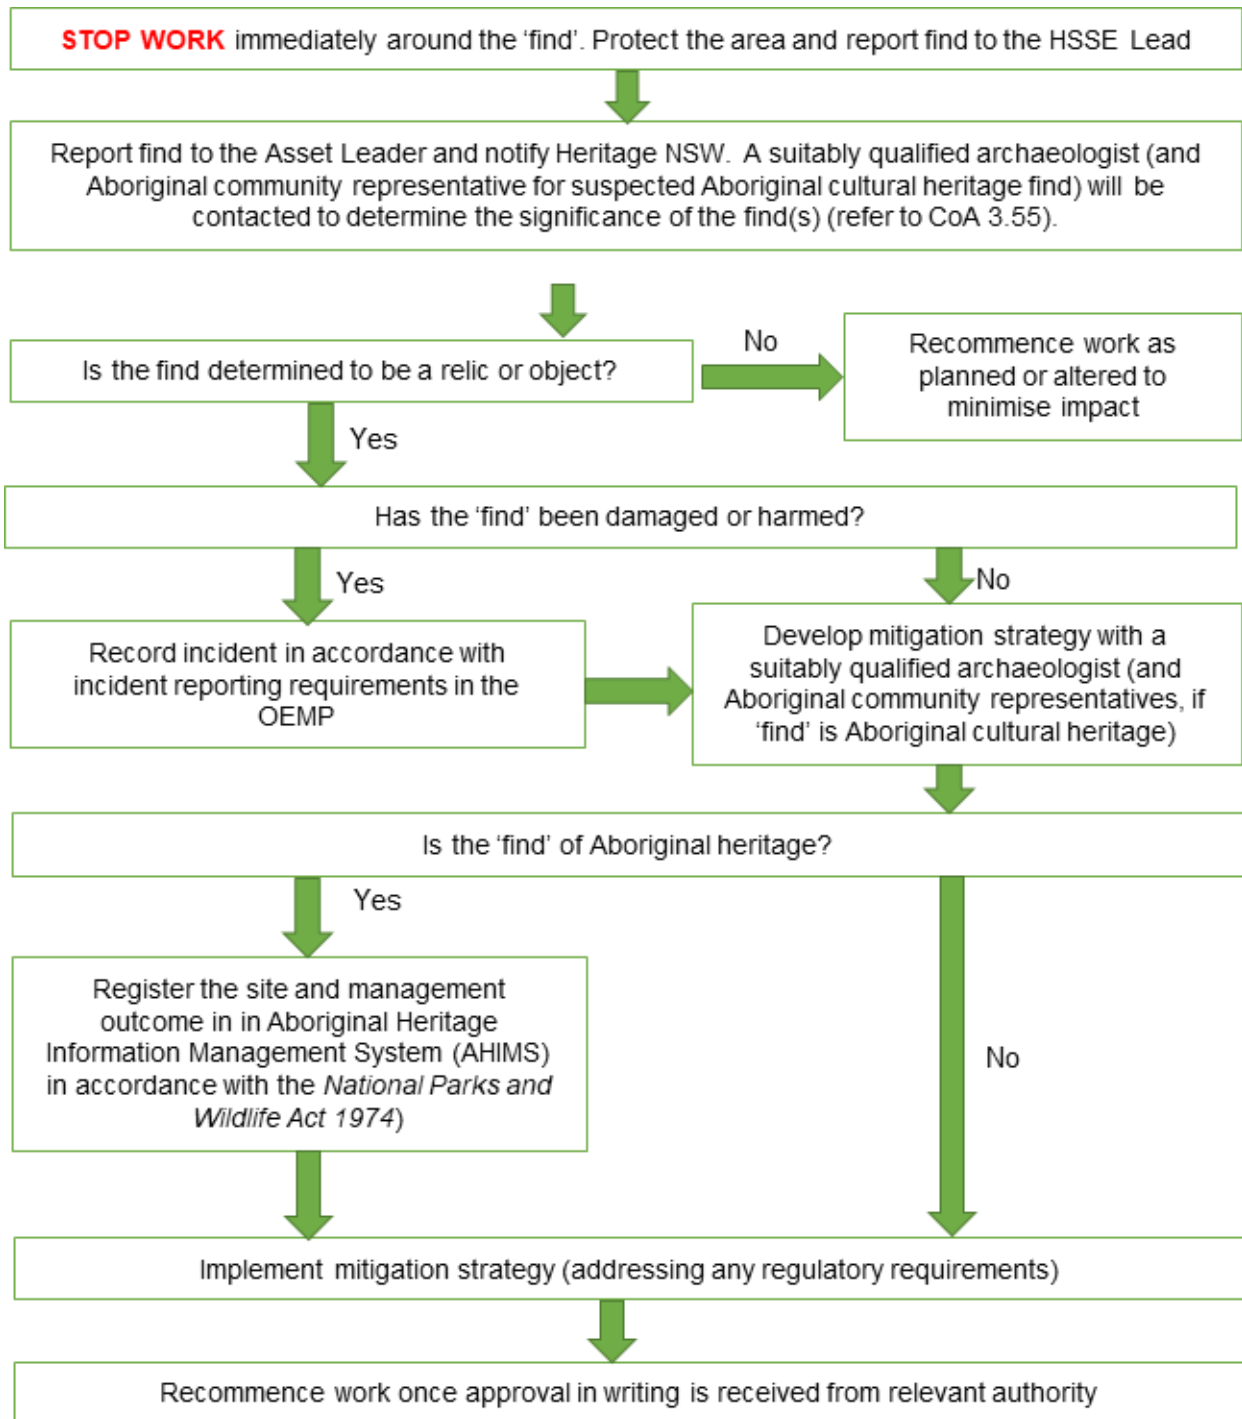 STOP WORK immediately around the ‘find’. Protect the area and report find to the HSSE Lead
Report find to the Asset Leader and notify Heritage NSW. A suitably qualified archaeologist (and
Aboriginal community representative for suspected Aboriginal cultural heritage find) will be
contacted to determine the significance of the find(s) (refer to CoA 3.55).
Is the find determined to be a relic or object?
No
Recommence work as
planned or altered to
minimise impact
Yes
Has the ‘find’ been damaged or harmed?
Yes
No
Record incident in accordance with
incident reporting requirements in the
OEMP
Develop mitigation strategy with a
suitably qualified archaeologist (and
Aboriginal community representatives, if
‘find’ is Aboriginal cultural heritage)
Is the ‘find’ of Aboriginal heritage?
Yes
Register the site and management
outcome in in Aboriginal Heritage
Information Management System (AHIMS)
in accordance with the National Parks and
Wildlife Act 1974)
No
Implement mitigation strategy (addressing any regulatory requirements)
Recommence work once approval in writing is received from relevant authority